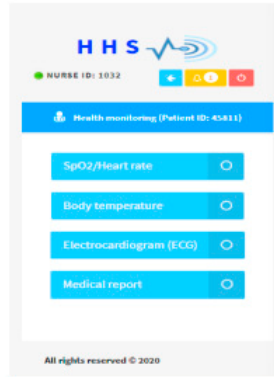 HHS
NURSE ID: 1032
Health monitoring (Patient ID: 45811)
SpO2/Heart rate
Body temperature
Electrocardiogram (ECG)
Medical report
All rights reserved © 2020